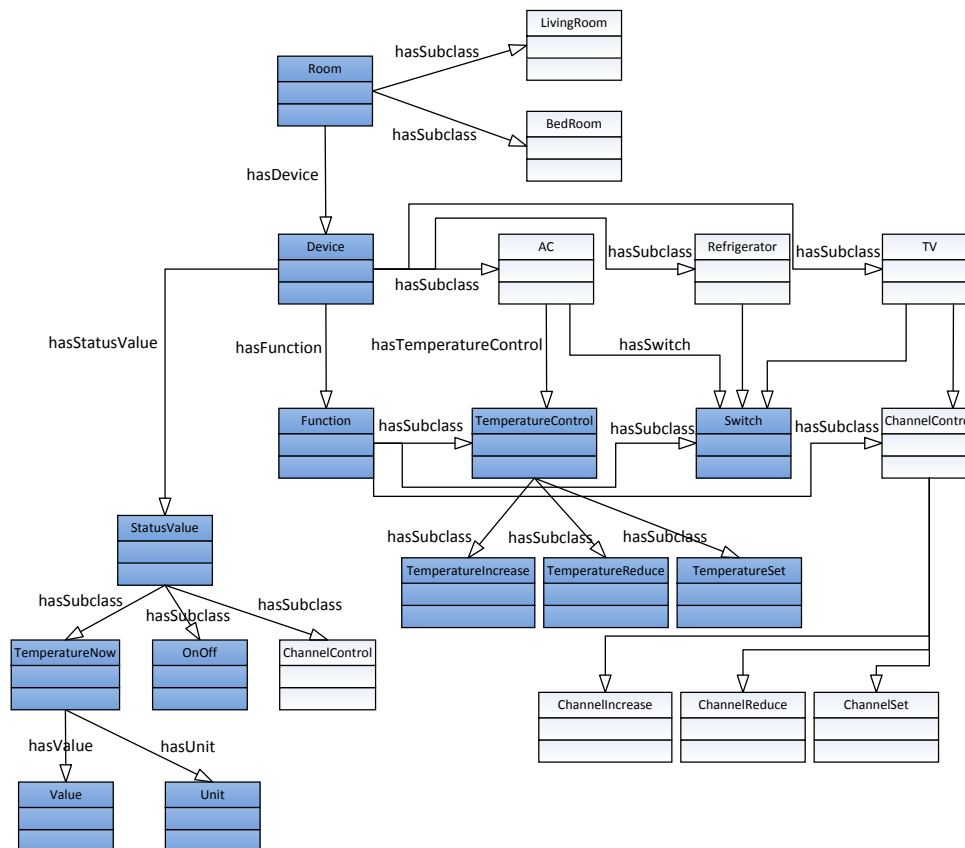 LivingRoom
hasSubclass
Room
hasSubclass
BedRoom
hasDevice
Device
AC
Refrigerator
TV
hasSubclass
hasSubclass
hasSubclass
hasStatusValue
hasFunction
hasTemperatureControl
hasSwitch
Function
TemperatureControl
Switch
ChannelControl
hasSubclass
hasSubclass
hasSubclass
StatusValue
hasSubclass
hasSubclass
hasSubclass
TemperatureIncrease
TemperatureReduce
TemperatureSet
hasSubclass
hasSubclass
hasSubclass
TemperatureNow
OnOff
ChannelControl
ChannelIncrease
ChannelReduce
ChannelSet
hasValue
hasUnit
Value
Unit